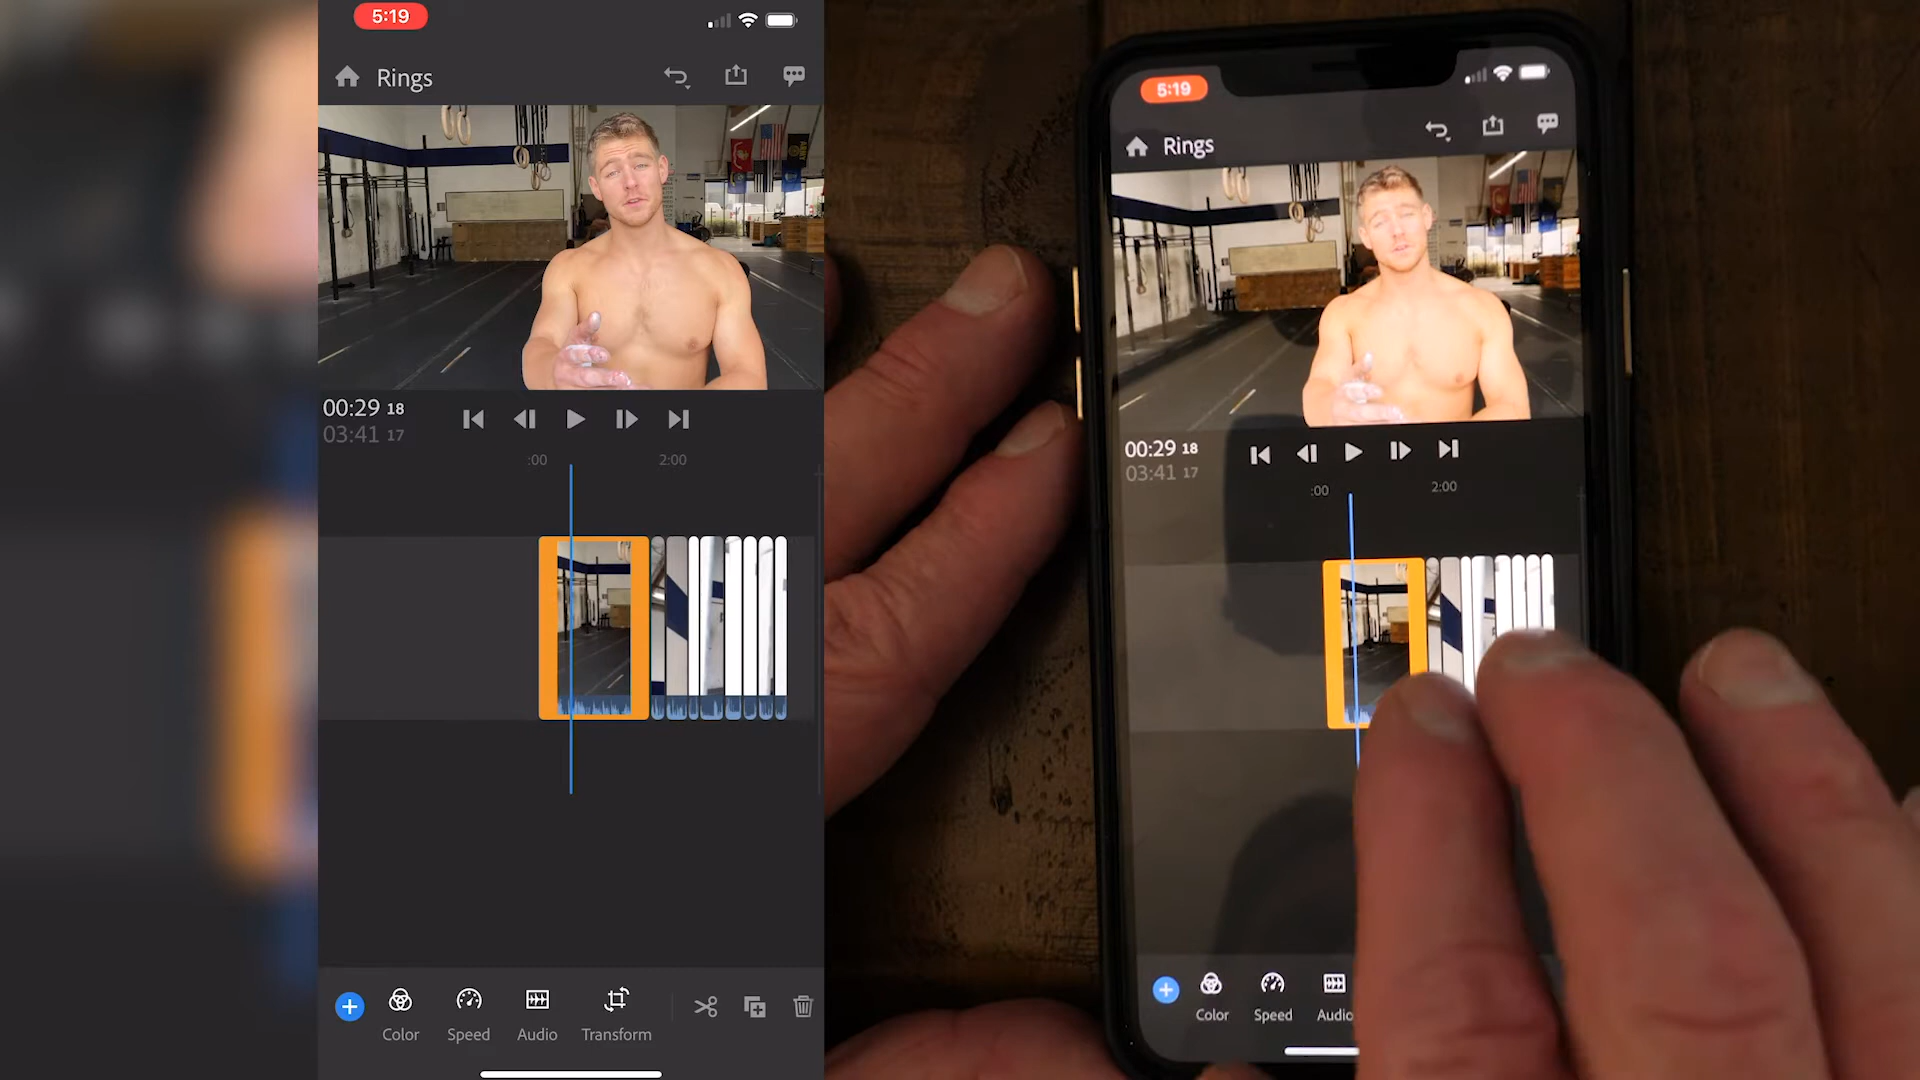 5:19
Rings
00:29 18
03:41 17
:00
2:00
Color
Speed
Audio
Transform
5:19
Rings
00:29 18
03:41 17
:00
2:00
Color
Speed
Audio